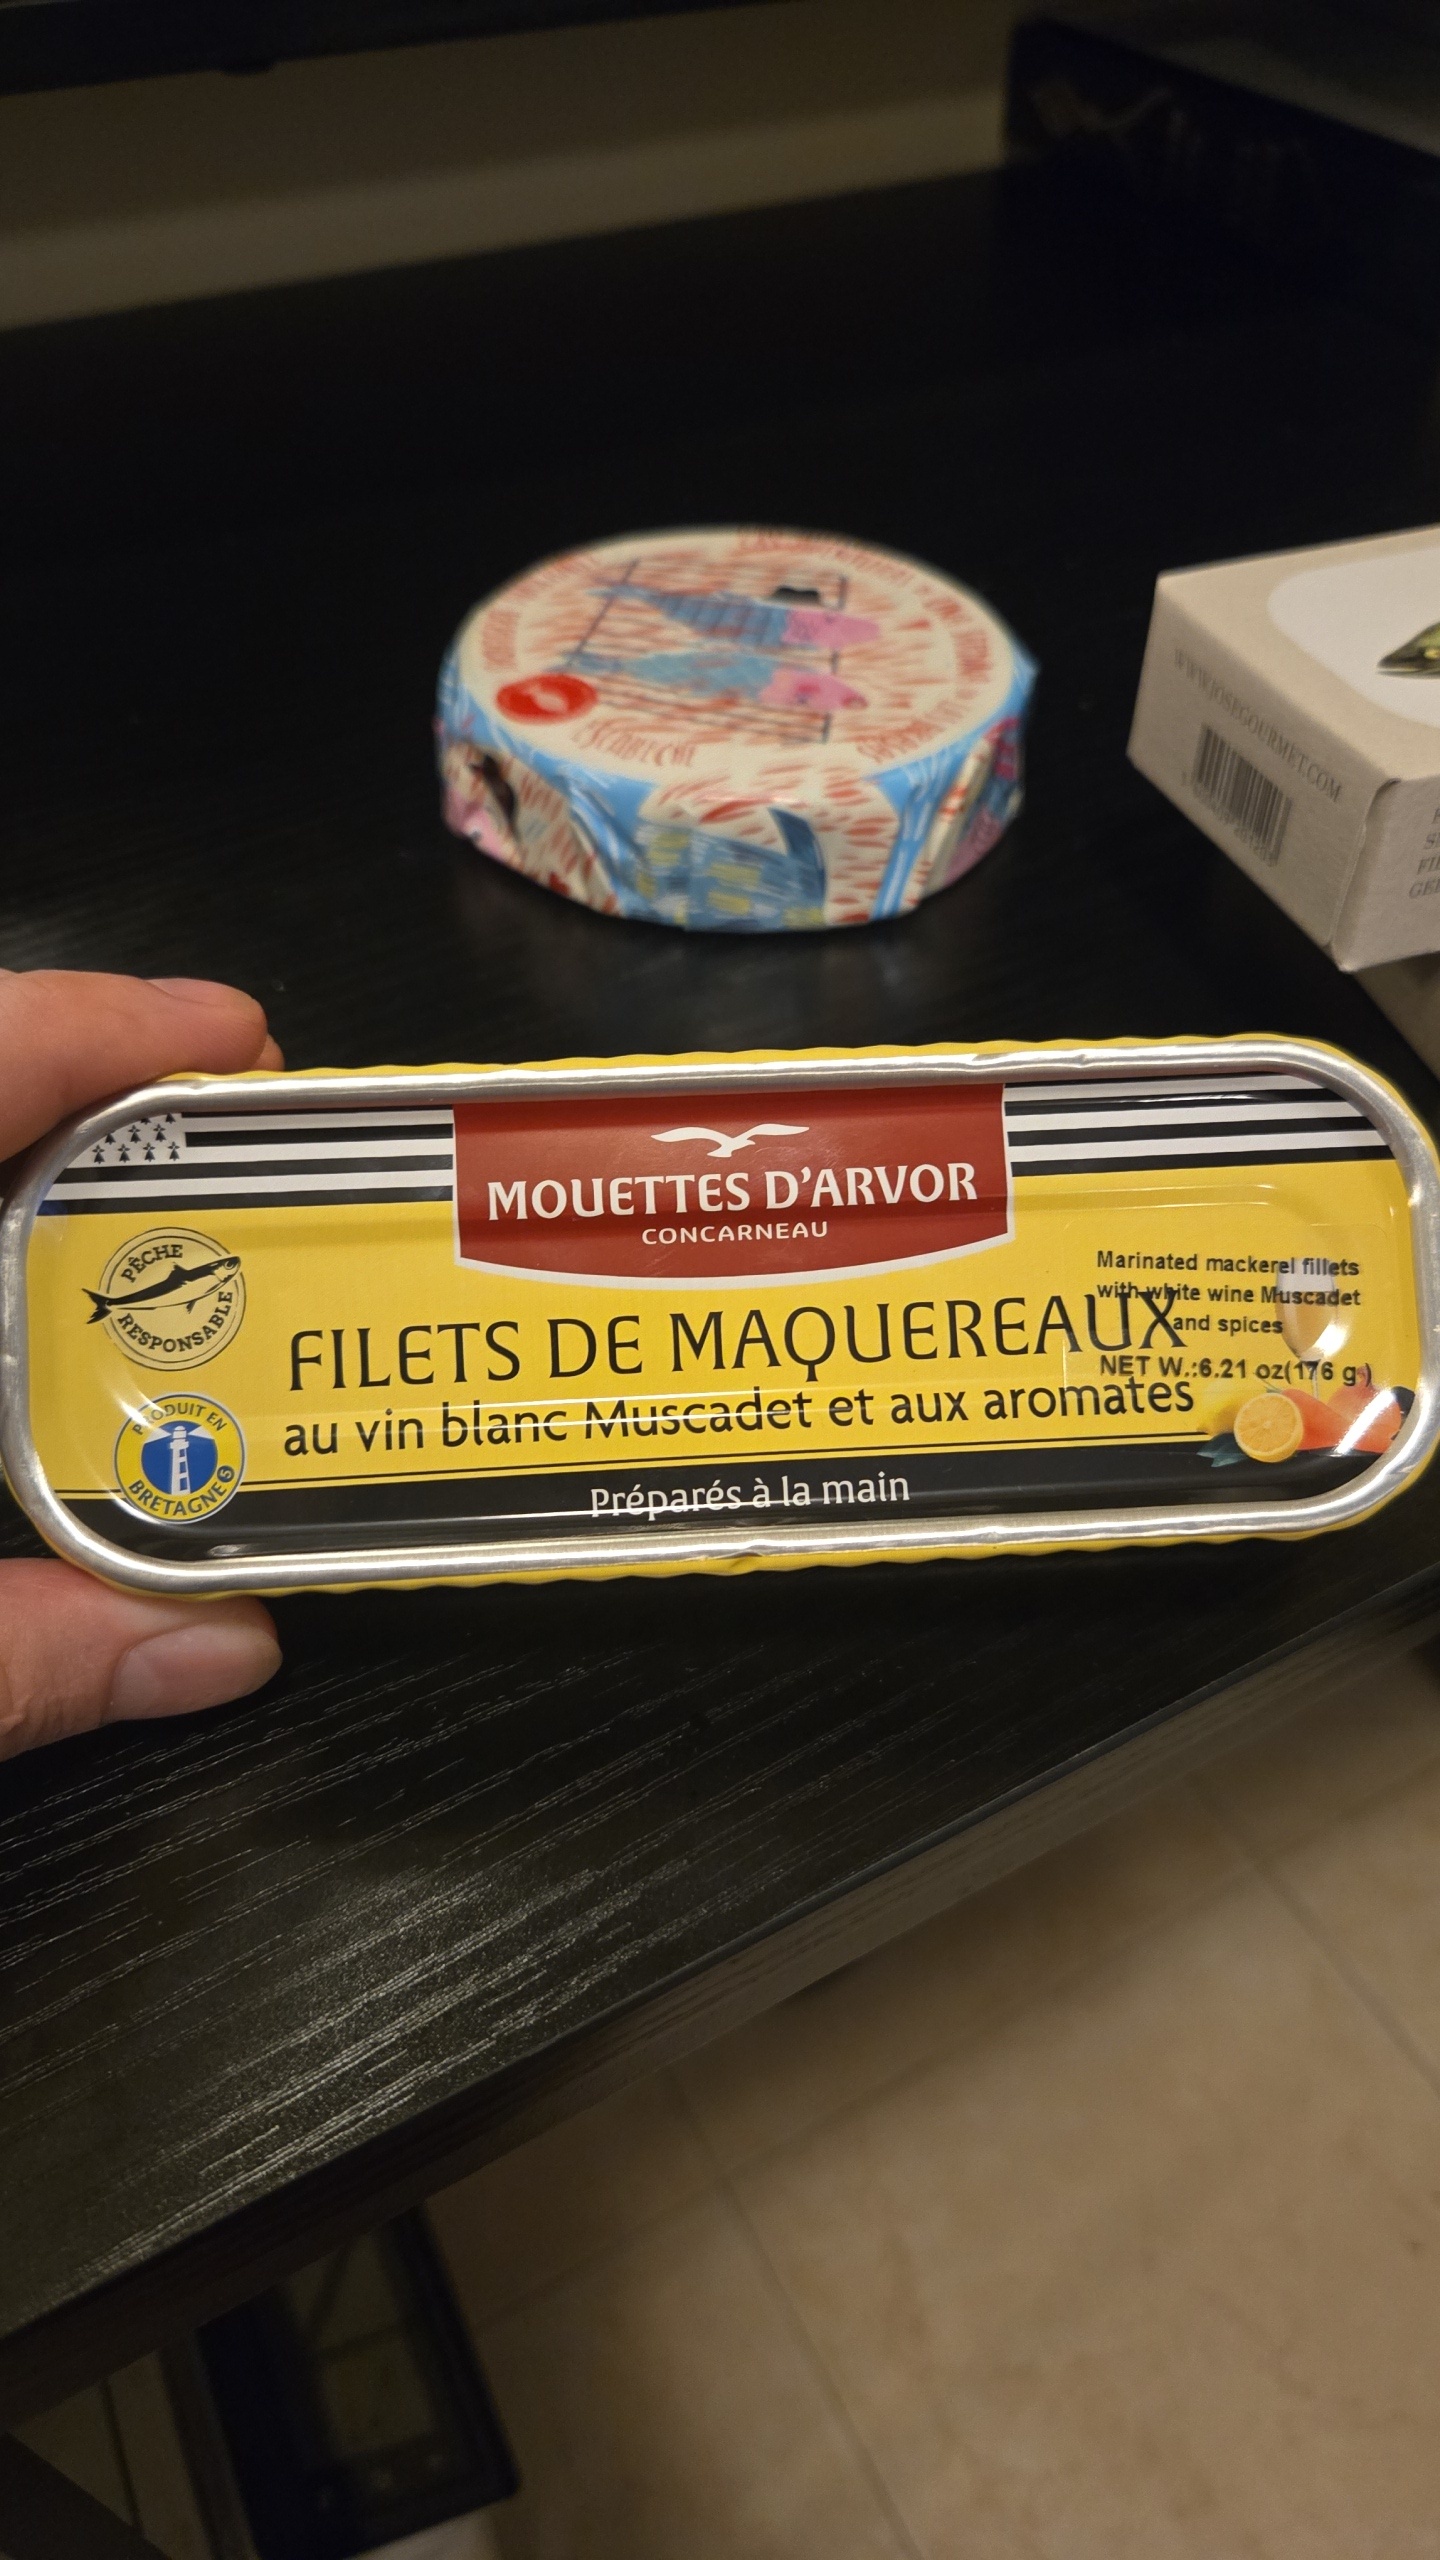 ESCABECHE
WWW.JOSEGOURMET.COM
MOUETTES D'ARVOR
CONCARNEAU
PÊCHE
RESPONSABLE
Marinated mackerel fillets
with white wine Muscadet
and spices
NET W.:6.21 oz(176 g)
FILETS DE MAQUEREAUX
au vin blanc Muscadet et aux aromates
PRODUIT EN
BRETAGNE
Préparés à la main